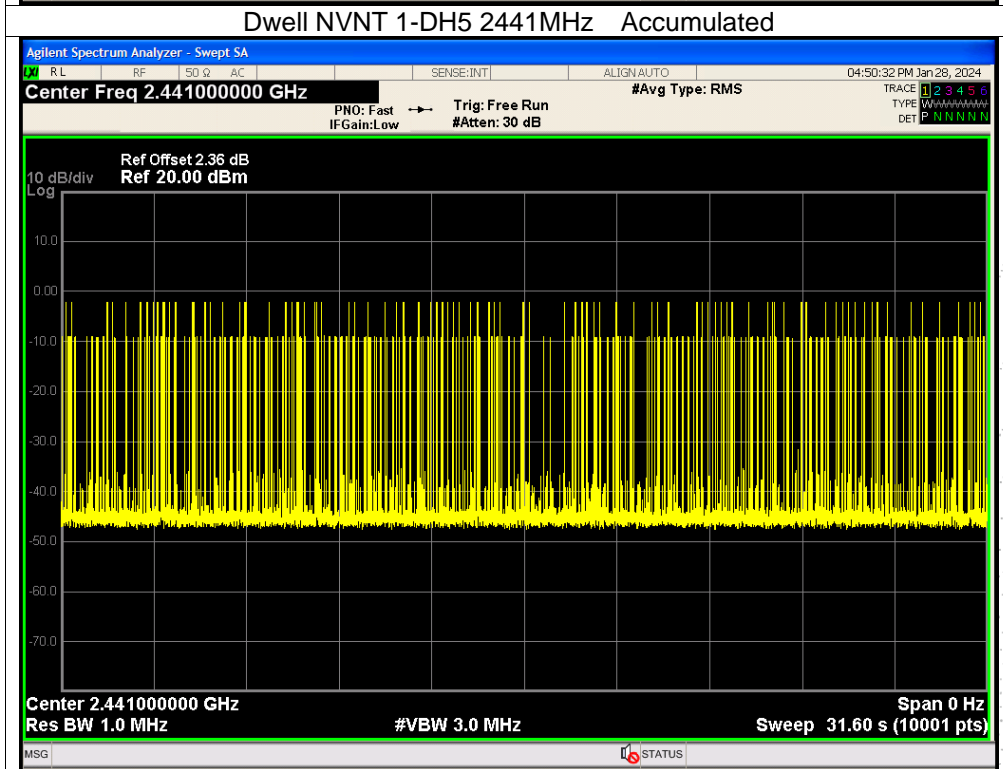 Dwell NVNT 1-DH5 2441MHz Accumulated
Agilent Spectrum Analyzer - Swept SA
LXI RL RF 50 Ω AC SENSE:INT ALIGN AUTO 04:50:32 PM Jan 28, 2024
Center Freq 2.441000000 GHz #Avg Type: RMS TRACE 1 2 3 4 5 6
PNO: Fast Trig: Free Run TYPE WWWWWW
IFGain:Low #Atten: 30 dB DET P N N N N N
Ref Offset 2.36 dB
10 dB/div Ref 20.00 dBm
Log
10.0
0.00
-10.0
-20.0
-30.0
-40.0
-50.0
-60.0
-70.0
Center 2.441000000 GHz Span 0 Hz
Res BW 1.0 MHz #VBW 3.0 MHz Sweep 31.60 s (10001 pts)
MSG STATUS